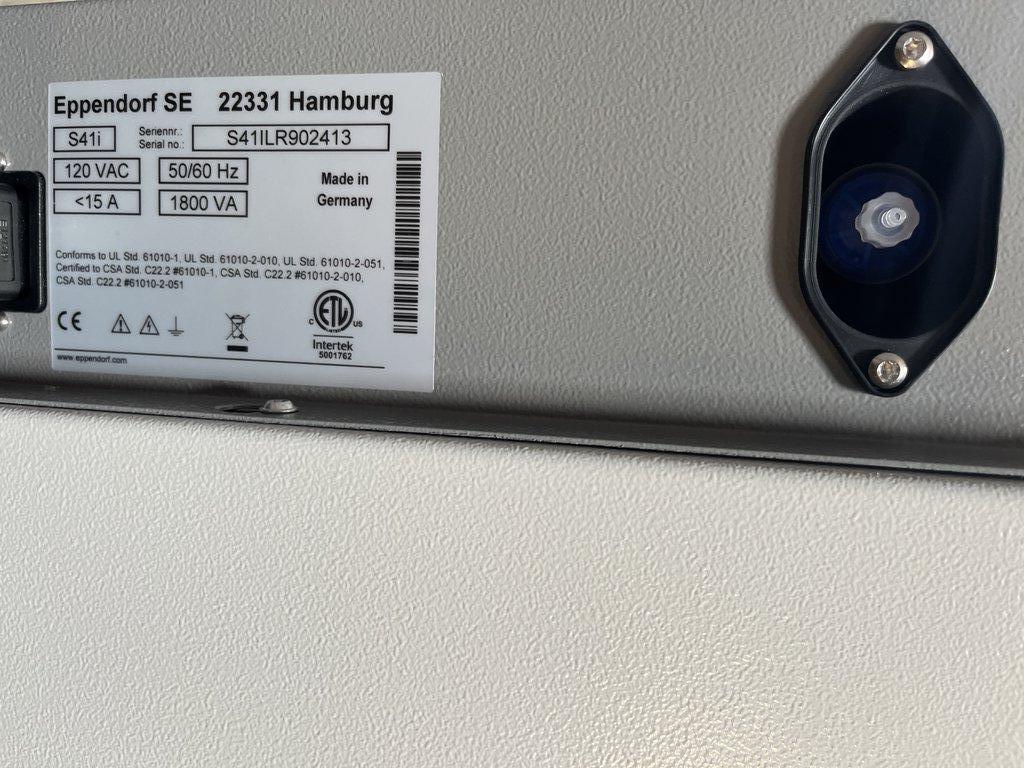 Eppendorf SE 22331 Hamburg
S41i Seriennr.: Serial no.: S41ILR902413
120 VAC 50/60 Hz
<15 A 1800 VA
Made in
Germany
Conforms to UL Std. 61010-1, UL Std. 61010-2-010, UL Std. 61010-2-051,
Certified to CSA Std. C22.2 #61010-1, CSA Std. C22.2 #61010-2-010,
CSA Std. C22.2 #61010-2-051
CE
C ETL US
Intertek
5001762
www.eppendorf.com